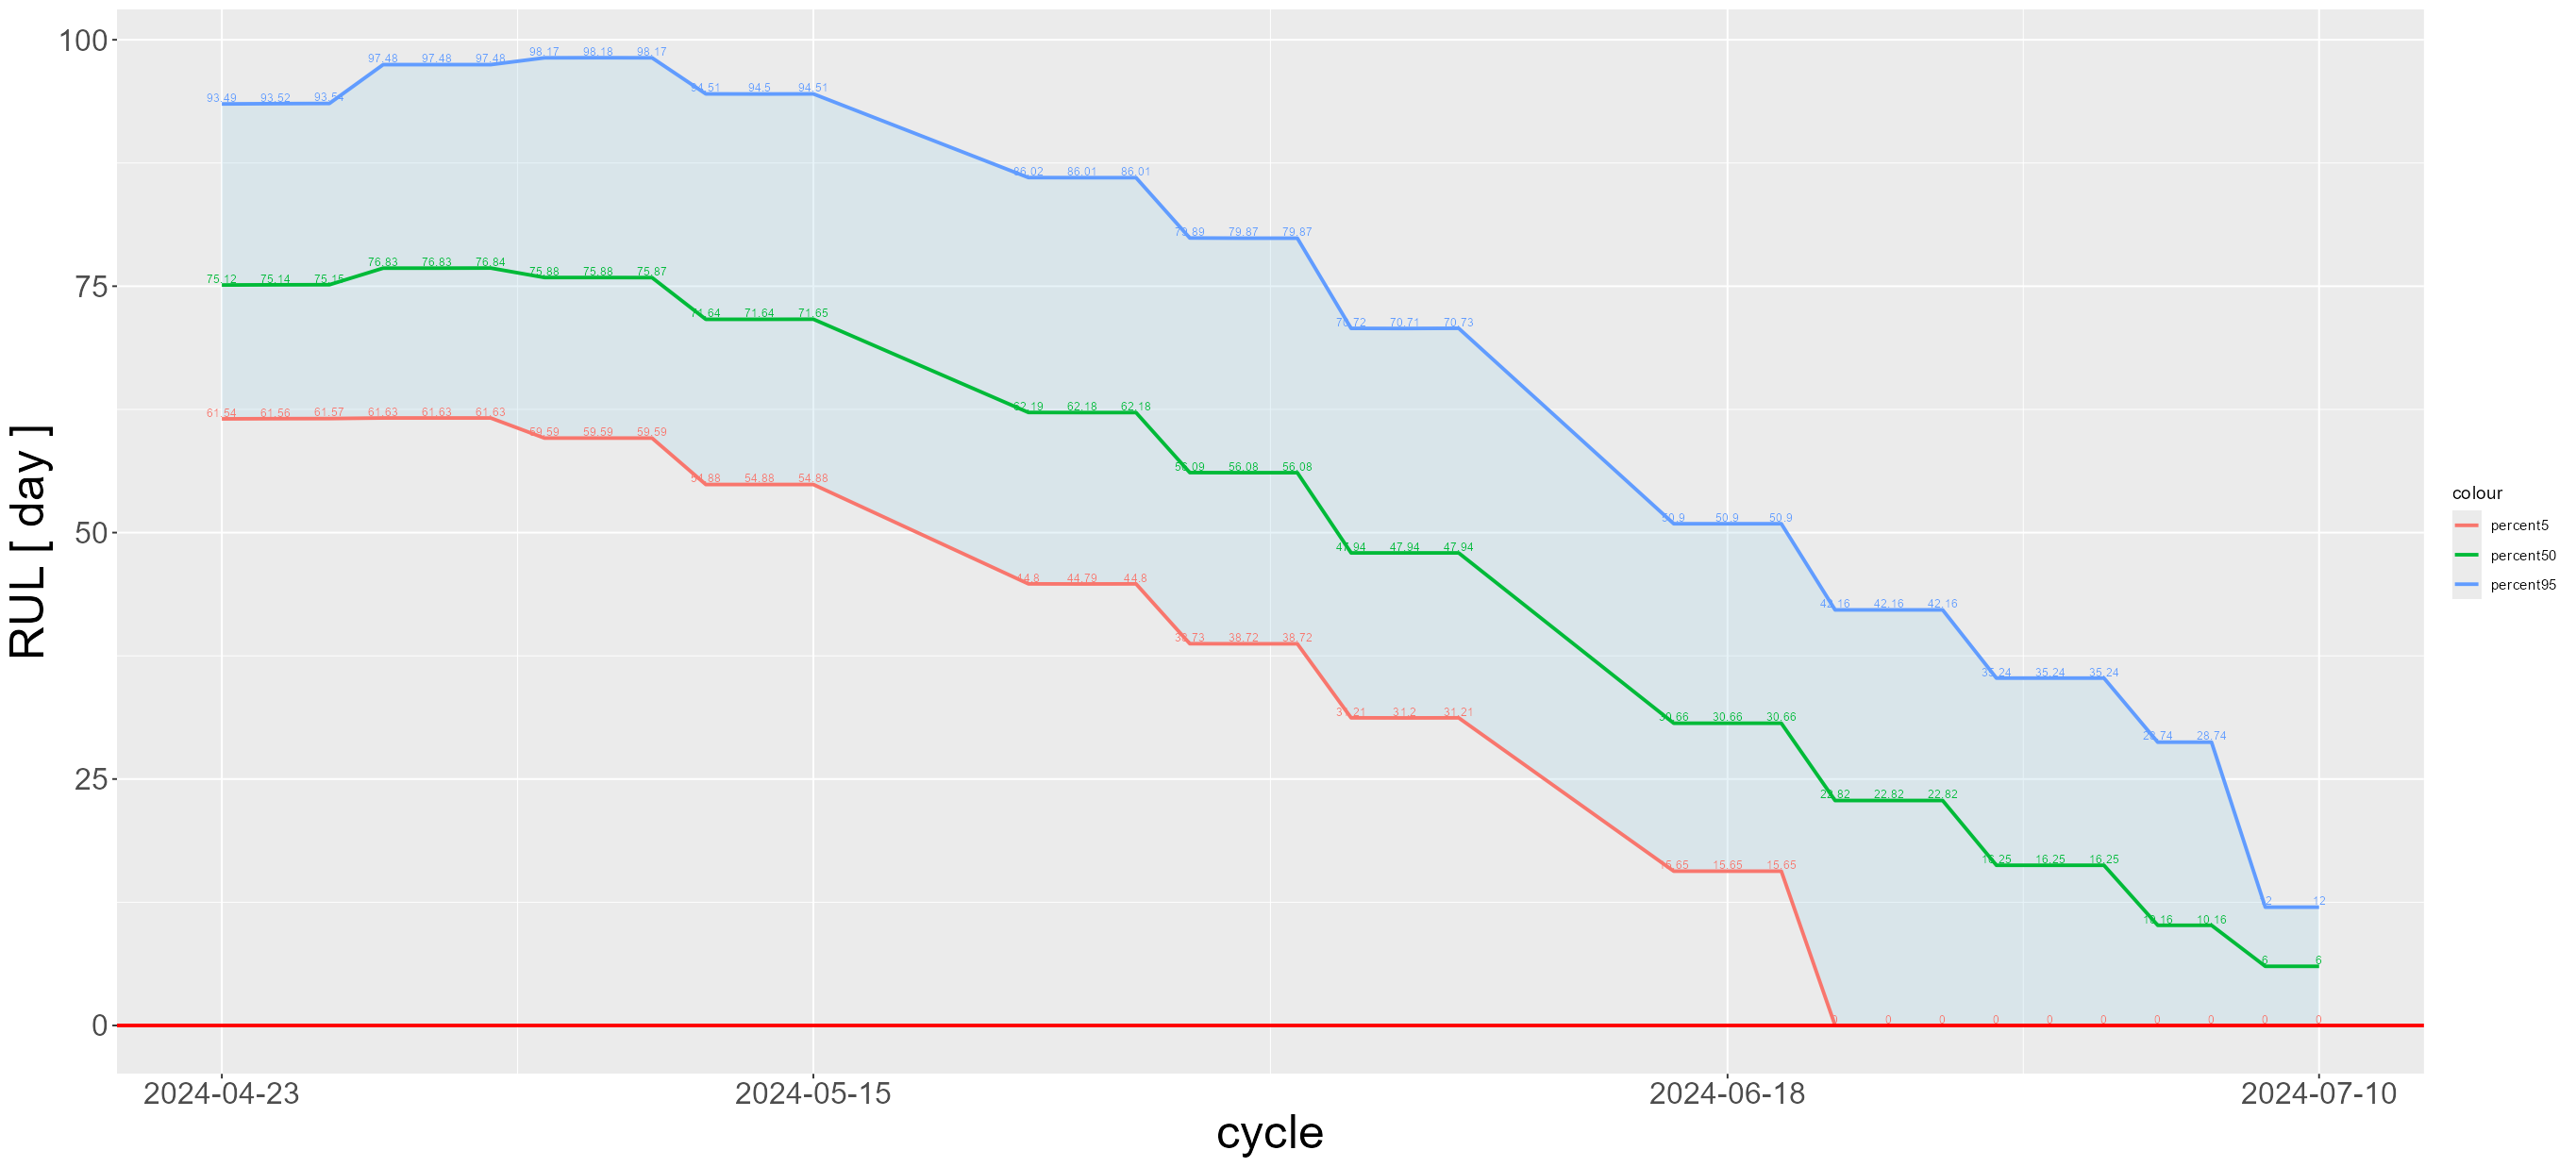 100
75
50
25
0
RUL [ day ]
93.49 93.52 93.54 97.48 97.48 97.48 98.17 98.18 98.17 94.51 94.5 94.51 86.02 86.01 86.01 79.89 79.87 79.87 70.72 70.71 70.73 50.9 50.9 50.9 42.16 42.16 42.16 35.24 35.24 35.24 28.74 28.74 12
75.12 75.14 75.15 76.83 76.83 76.84 75.88 75.88 75.87 71.64 71.64 71.65 62.19 62.18 62.18 56.09 56.08 56.08 47.94 47.94 47.94 30.66 30.66 30.66 22.82 22.82 22.82 16.25 16.25 16.25 10.16 10.16 6 6
61.54 61.56 61.57 61.63 61.63 61.63 59.59 59.59 59.59 54.88 54.88 54.88 44.8 44.79 44.8 38.73 38.72 38.72 31.21 31.2 31.21 15.65 15.65 15.65 0 0 0 0 0 0 0 0 0 0
2024-04-23 2024-05-15 2024-06-18 2024-07-10
cycle
colour
percent5
percent50
percent95